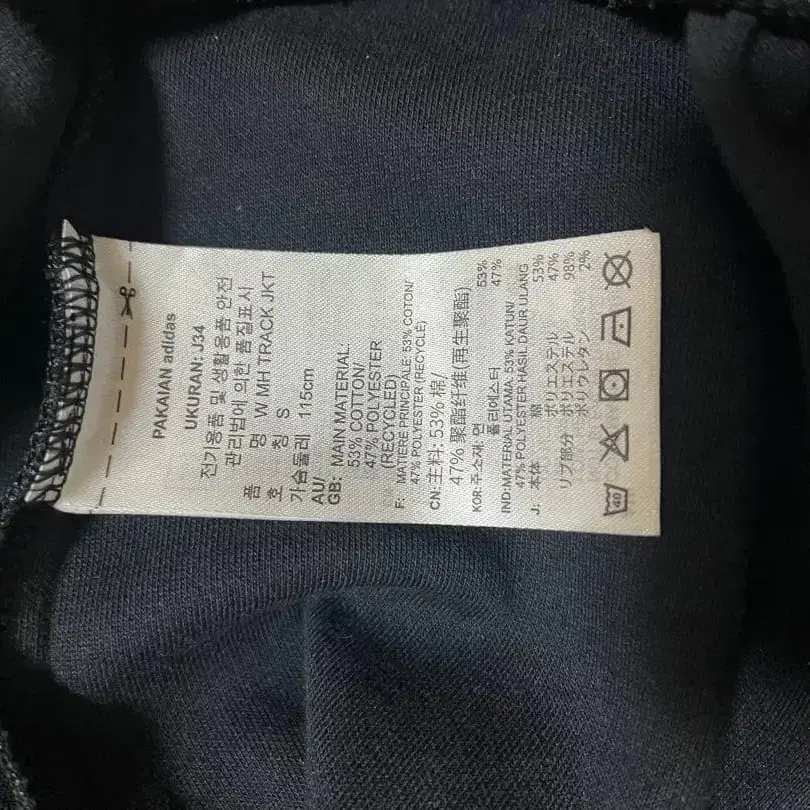 PAKAIAN adidas
UKURAN: J34
전기용품 및 생활용품 안전
관리법에 의한 품질표시
품 명 W MH TRACK JKT
호 칭 S
가슴둘레 115cm
AU/
GB: MAIN MATERIAL:
53% COTTON/
47% POLYESTER
(RECYCLED)
F: MATIERE PRINCIPALE: 53% COTON/
47% POLYESTER (RECYCLÉ)
CN: 主料: 53% 棉/
47% 聚酯纤维(再生聚酯)
KOR: 주소재: 면 53%
폴리에스터 47%
IND: MATERIAL UTAMA: 53% KATUN/
47% POLYESTER HASIL DAUR ULANG
J: 本体 綿 53%
ポリエステル 47%
リブ部分 ポリエステル 98%
ポリウレタン 2%
40